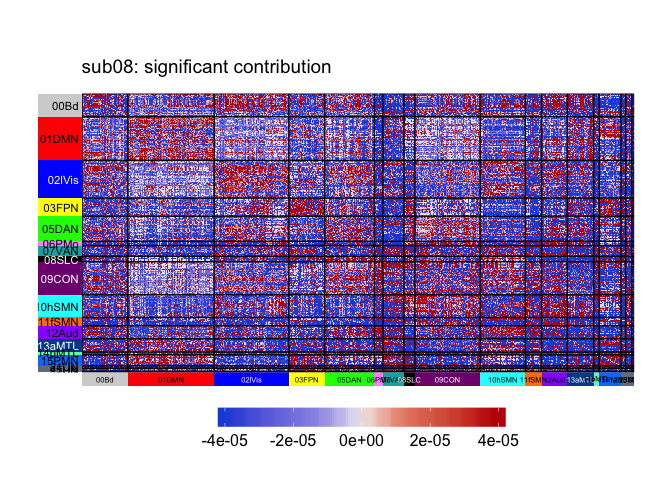 sub08: significant contribution
00Bd
01DMN
02lVis
03FPN
05DAN
06PMo
07VAN
08SLC
09CON
10hSMN
11fSMN
12Aud
13aMTL
15PMN
00Bd 01DMN 02lVis 03FPN 05DAN 08SLC 09CON 10hSMN 11fSMN 12Aud
-4e-05 -2e-05 0e+00 2e-05 4e-05